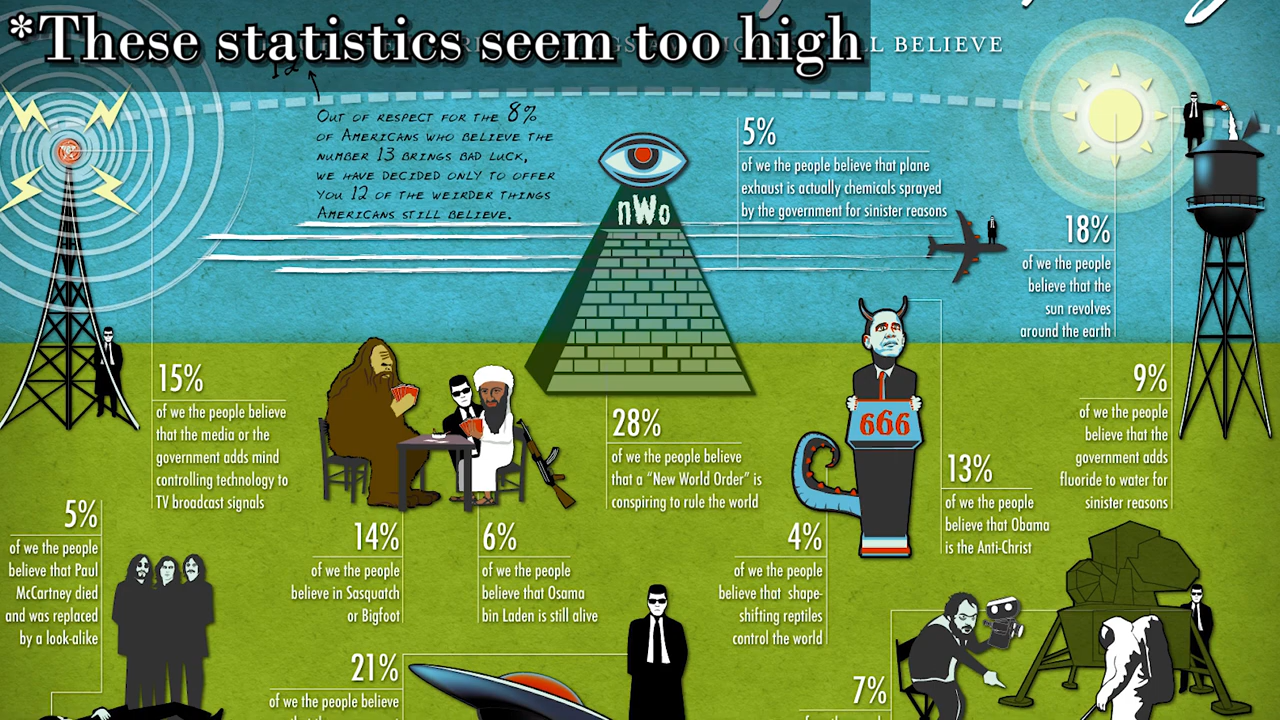 *These statistics seem too high
LL BELIEVE
12
Out of respect for the 8%
of Americans who believe the
number 13 brings bad luck,
we have decided only to offer
you 12 of the weirder things
Americans still believe.
5%
of we the people believe that plane
exhaust is actually chemicals sprayed
by the government for sinister reasons
nWo
18%
of we the people
believe that the
sun revolves
around the earth
15%
of we the people believe
that the media or the
government adds mind
controlling technology to
TV broadcast signals
28%
of we the people believe
that a “New World Order” is
conspiring to rule the world
666
9%
of we the people
believe that the
government adds
fluoride to water for
sinister reasons
13%
of we the people
believe that Obama
is the Anti-Christ
5%
of we the people
believe that Paul
McCartney died
and was replaced
by a look-alike
14%
of we the people
believe in Sasquatch
or Bigfoot
6%
of we the people
believe that Osama
bin Laden is still alive
4%
of we the people
believe that shape-
shifting reptiles
control the world
21%
of we the people believe
7%